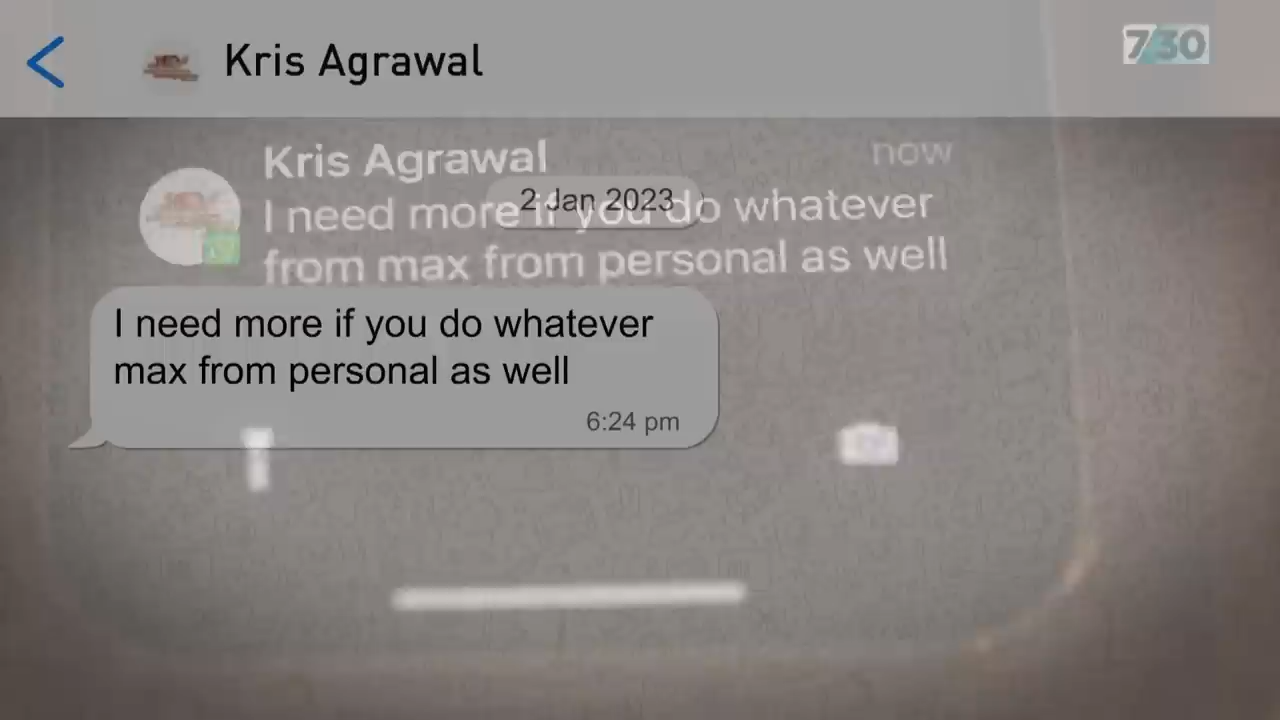 Kris Agrawal
7.30
Kris Agrawal
now
2 Jan 2023
I need more if you do whatever
from max from personal as well
I need more if you do whatever
max from personal as well
6:24 pm